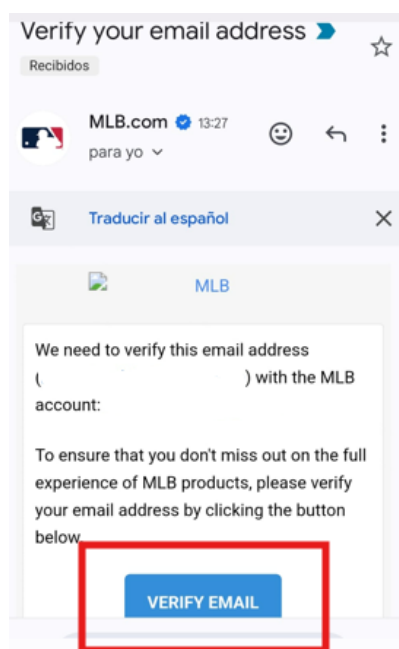 Verify your email address
Recibidos
MLB.com 13:27
para yo
Traducir al español
MLB
We need to verify this email address
( ) with the MLB
account:
To ensure that you don't miss out on the full
experience of MLB products, please verify
your email address by clicking the button
below
VERIFY EMAIL